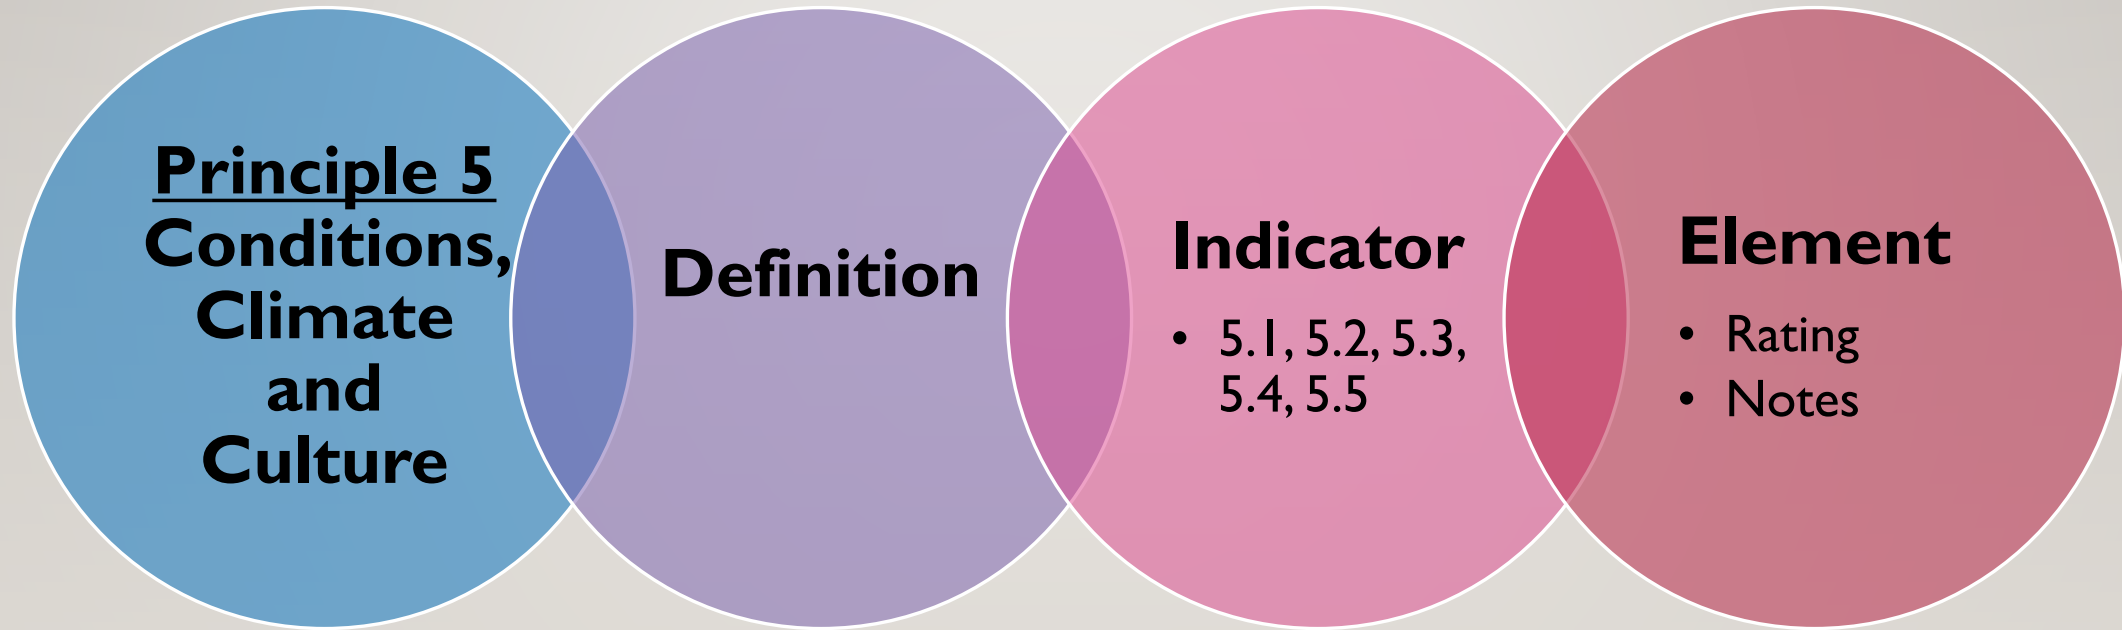 Principle 5
Conditions,
Climate
and
Culture
Definition
Indicator
• 5.1, 5.2, 5.3,
5.4, 5.5
Element
• Rating
• Notes